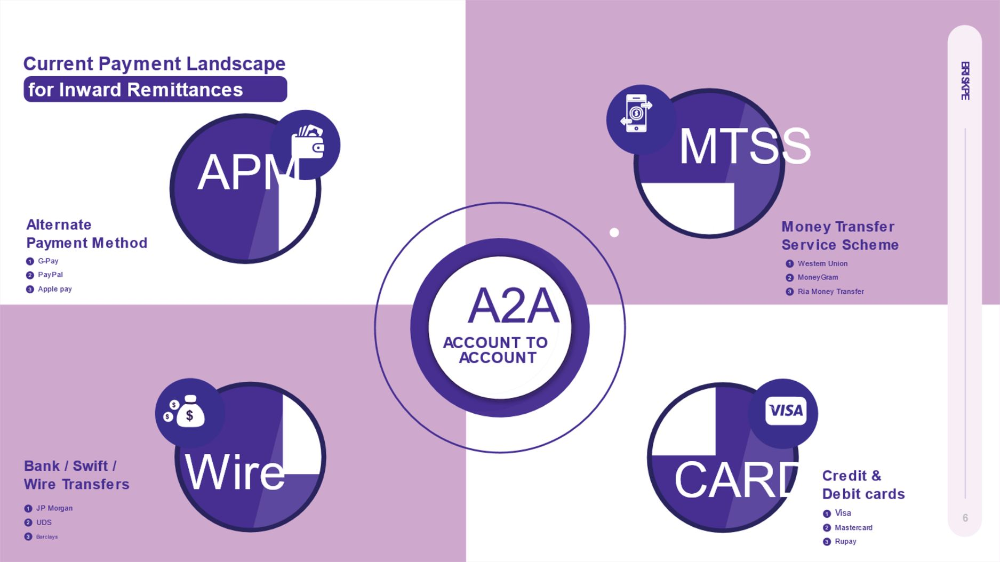 Current Payment Landscape
for Inward Remittances
APM
Alternate
Payment Method
1 G-Pay
2 PayPal
3 Apple pay
MTSS
Money Transfer
Service Scheme
1 Western Union
2 MoneyGram
3 Ria Money Transfer
A2A
ACCOUNT TO
ACCOUNT
$
$
$
Wire
Bank / Swift /
Wire Transfers
1 JP Morgan
2 UDS
3 Barclays
VISA
CARD
Credit &
Debit cards
1 Visa
2 Mastercard
3 Rupay
BRISKPE
6